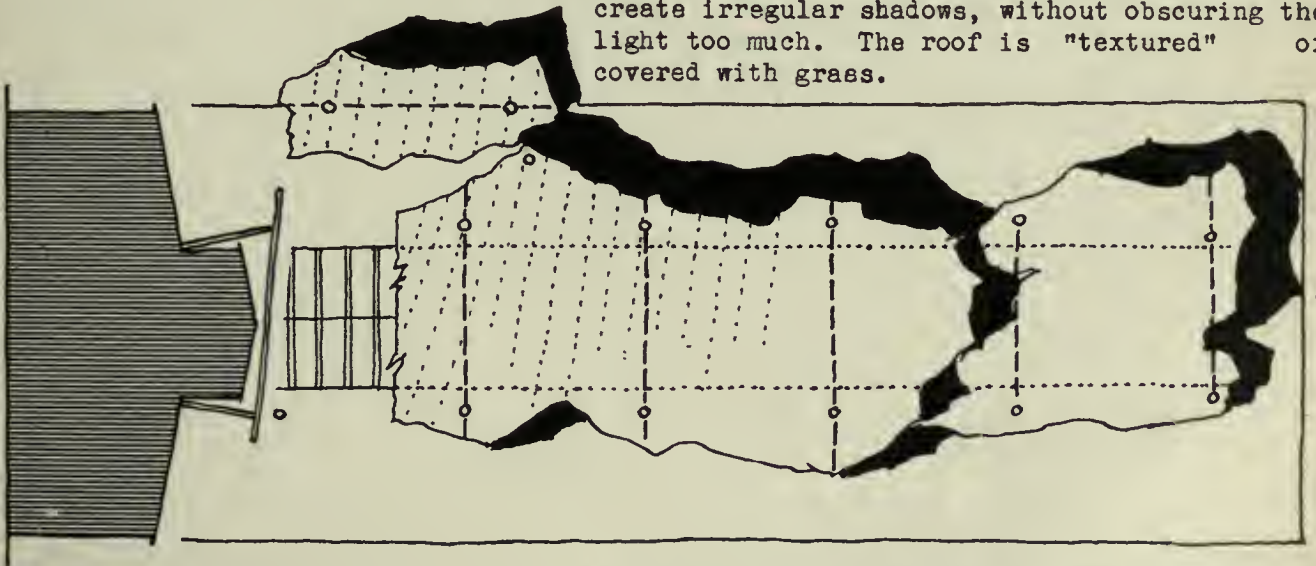 create irregular shadows, without obscuring the
light too much. The roof is "textured" or
covered with grass.